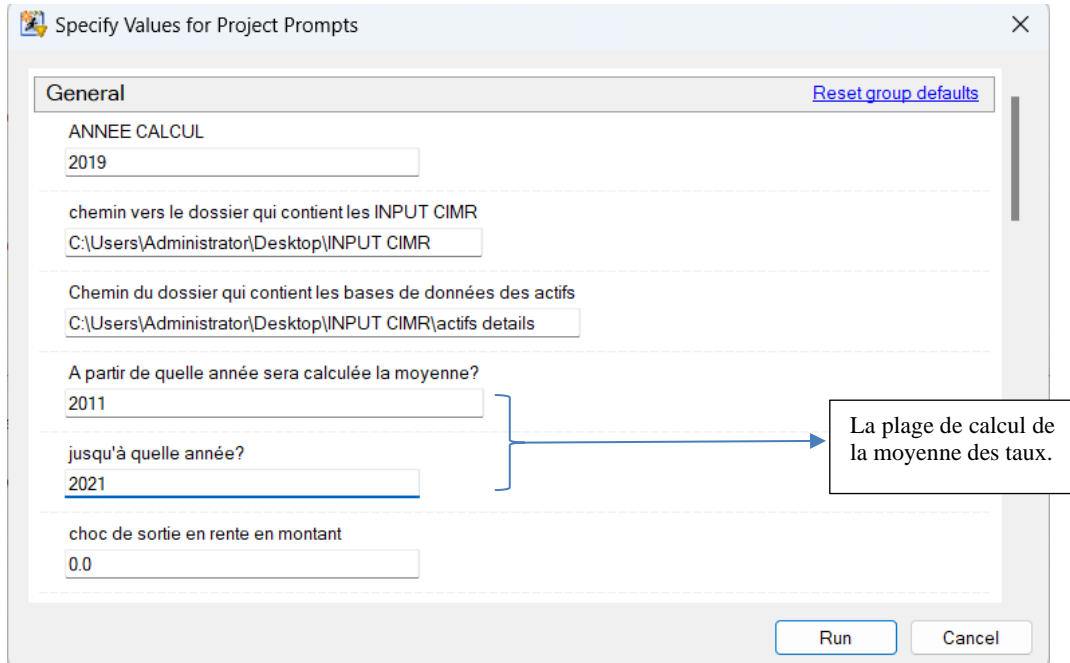 Specify Values for Project Prompts
General
Reset group defaults
ANNEE CALCUL
2019
chemin vers le dossier qui contient les INPUT CIMR
C:\Users\Administrator\Desktop\INPUT CIMR
Chemin du dossier qui contient les bases de données des actifs
C:\Users\Administrator\Desktop\INPUT CIMR\actifs details
A partir de quelle année sera calculée la moyenne?
2011
La plage de calcul de
la moyenne des taux.
jusqu'à quelle année?
2021
choc de sortie en rente en montant
0.0
Run
Cancel